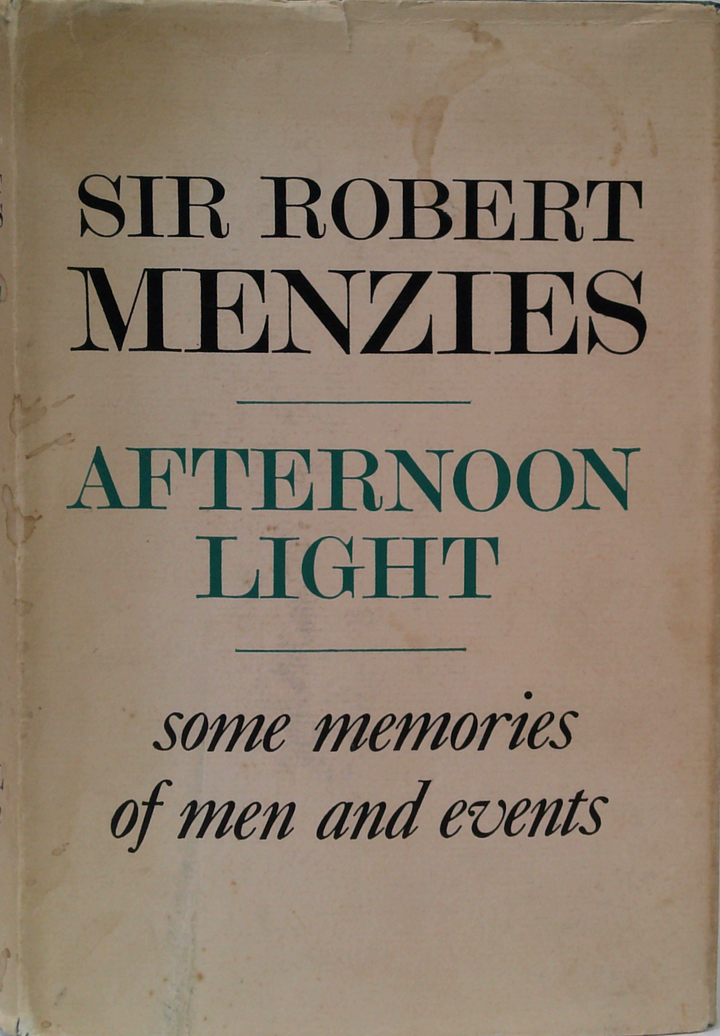 SIR ROBERT
MENZIES
AFTERNOON
LIGHT
some memories
of men and events